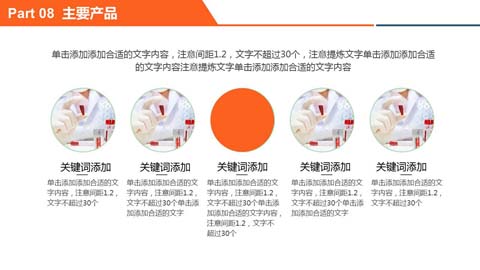 Part 08 主要产品
单击添加添加合适的文字内容，注意间距1.2，文字不超过30个，注意提炼文字单击添加添加合适
的文字内容注意提炼文字单击添加添加合适的文字内容
关键词添加
单击添加添加合适的文
字内容，注意间距1.2，
文字不超过30个
关键词添加
单击添加添加合适的文
字内容，注意间距1.2，
文字不超过30个单击添
加添加合适的文字
关键词添加
单击添加添加合适的文
字内容，注意间距1.2，
文字不超过30个单击添
加添加合适的文字内容，
注意间距1.2，文字不
超过30个
关键词添加
单击添加添加合适的文
字内容，注意间距1.2，
文字不超过30个单击添
加添加合适的文字
关键词添加
单击添加添加合适的文
字内容，注意间距1.2，
文字不超过30个